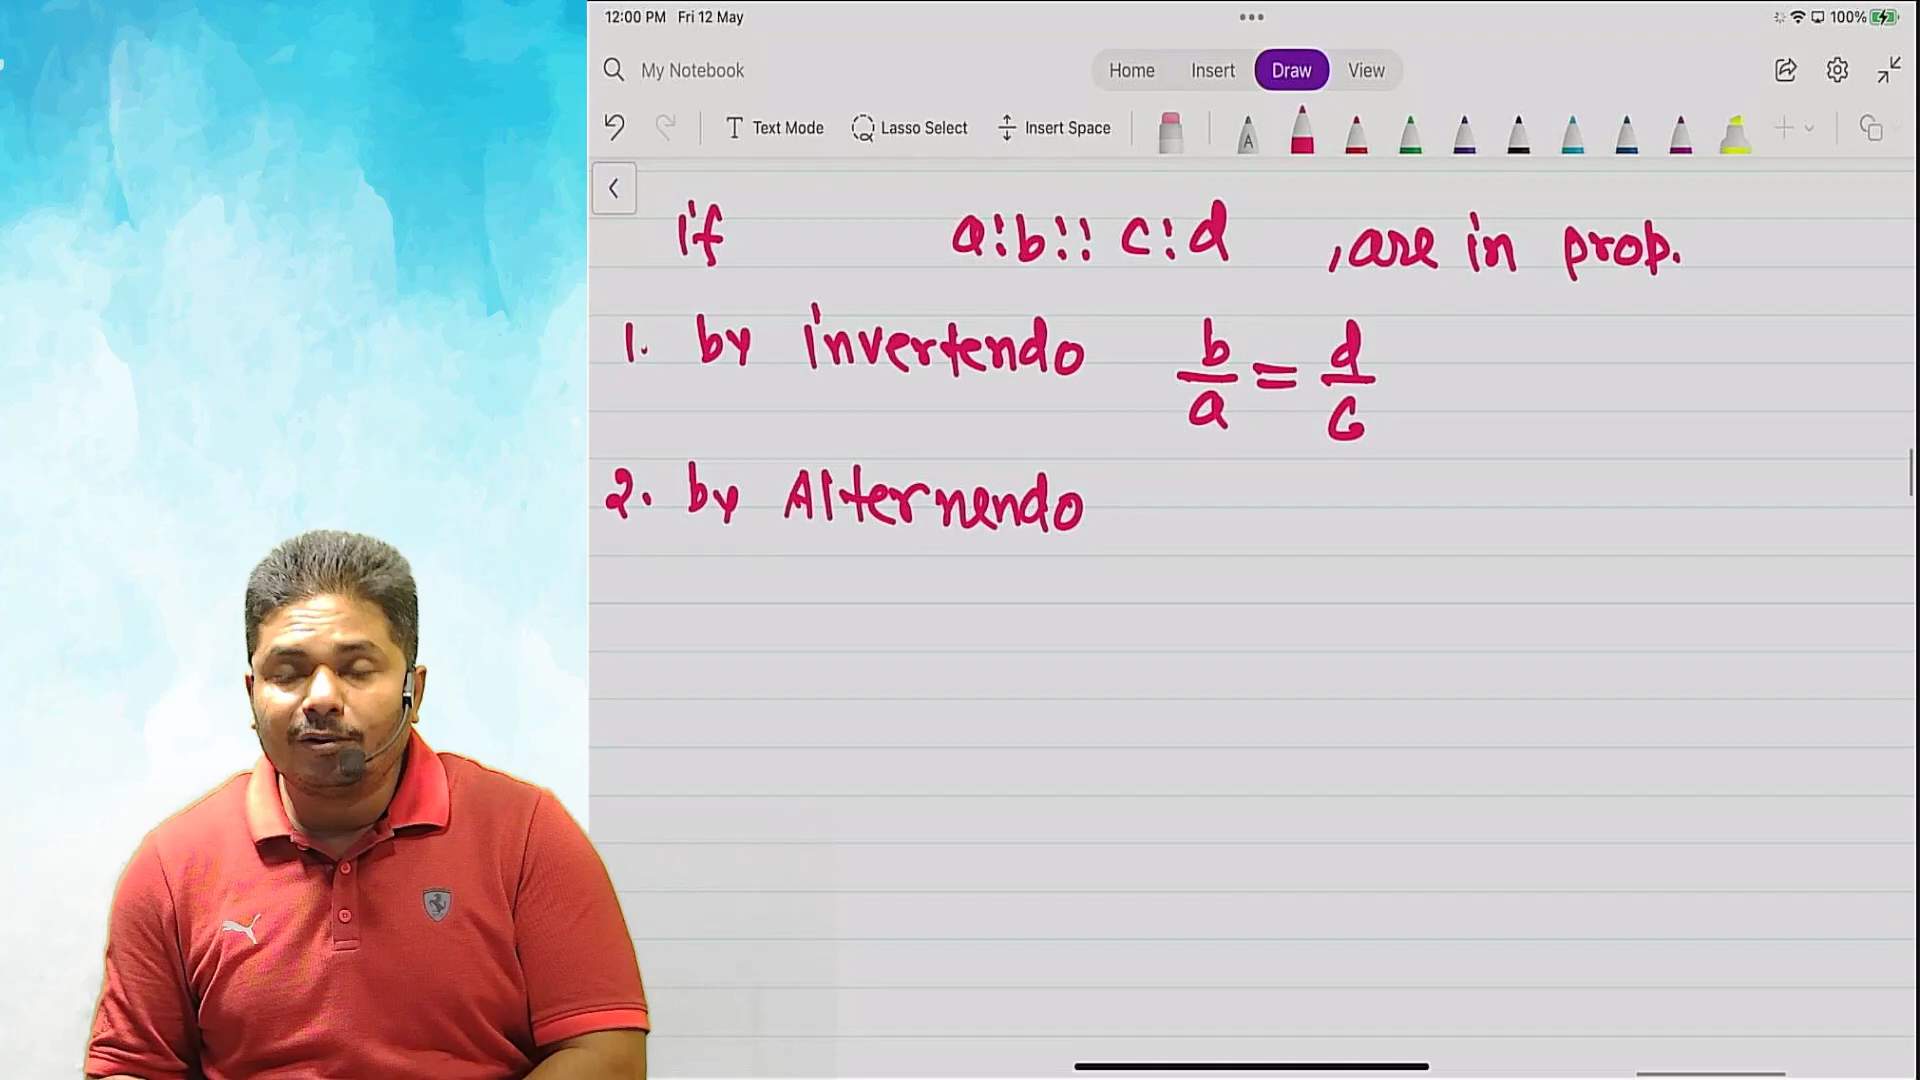 12:00 PM Fri 12 May
100%
My Notebook
Home Insert Draw View
Text Mode Lasso Select Insert Space
A
if a:b:: c:d , are in prop.
1. by invertendo b/a = d/c
2. by Alternendo